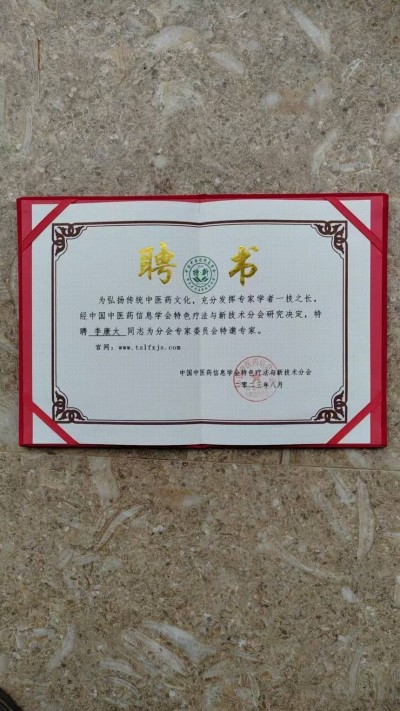 聘书
为弘扬传统中医药文化，充分发挥专家学者一技之长，
经中国中医药信息学会特色疗法与新技术分会研究决定，特
聘 李康大 同志为分会专家委员会特邀专家。
官网：www.tslfxjs.com
中国中医药信息学会特色疗法与新技术分会
二〇二三年八月